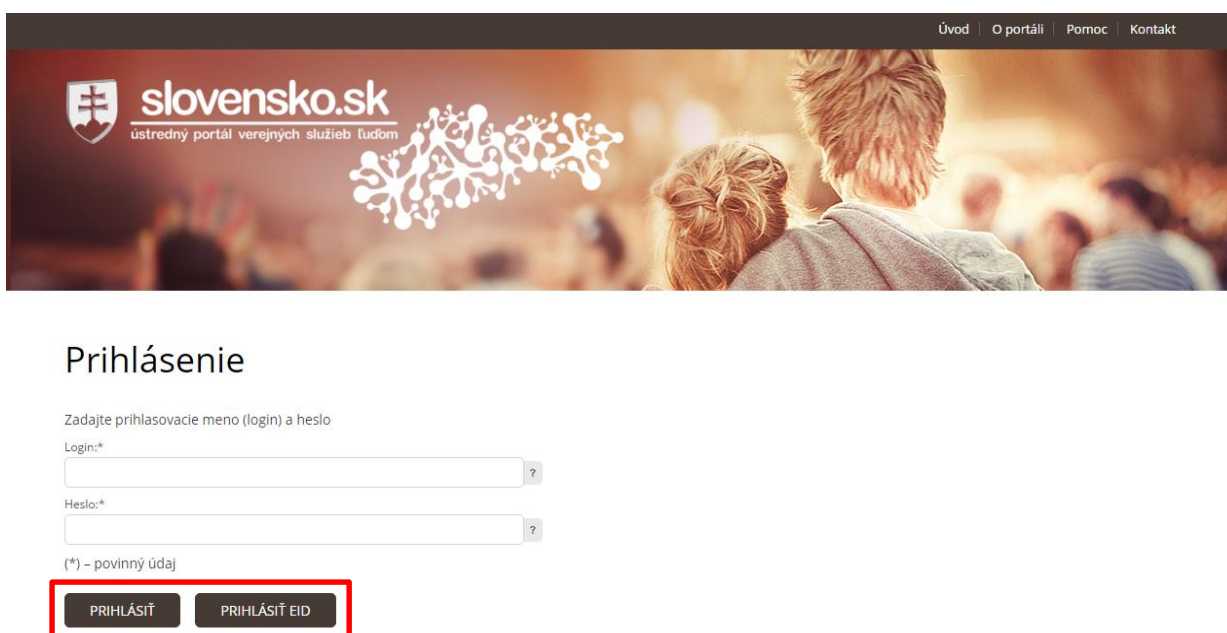 Úvod O portáli Pomoc Kontakt
slovensko.sk
ústredný portál verejných služieb ľuďom
Prihlásenie
Zadajte prihlasovacie meno (login) a heslo
Login:*
?
Heslo:*
?
(*) – povinný údaj
PRIHLÁSIŤ PRIHLÁSIŤ EID